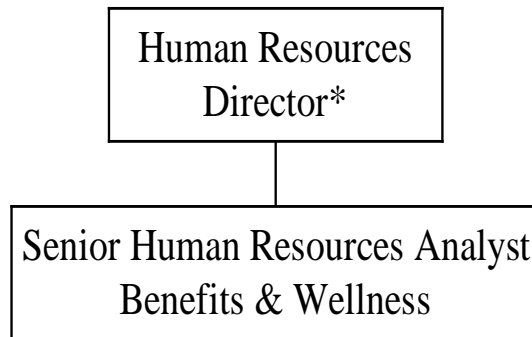 Human Resources
Director*
Senior Human Resources Analyst
Benefits & Wellness